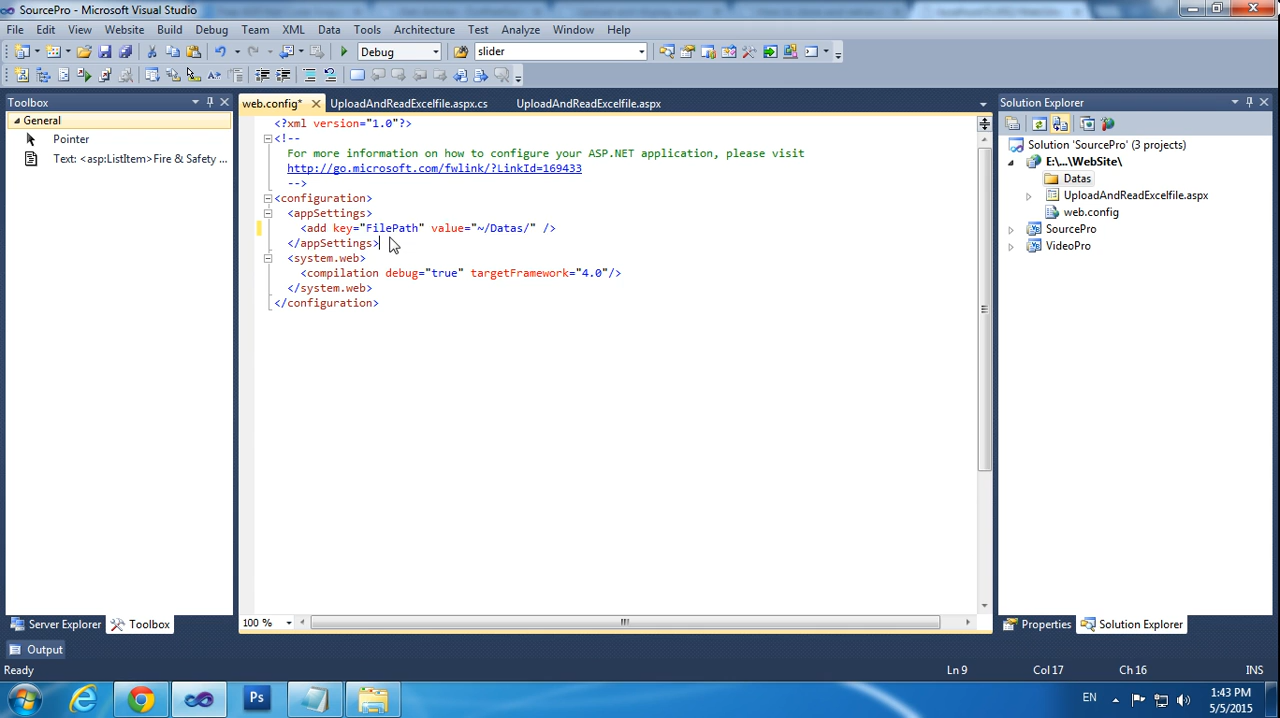 SourcePro - Microsoft Visual Studio
File Edit View Website Build Debug Team XML Data Tools Architecture Test Analyze Window Help
Debug slider
Toolbox
General
Pointer
Text: <asp:ListItem>Fire & Safety ...
web.config* UploadAndReadExcelfile.aspx.cs UploadAndReadExcelfile.aspx
<?xml version="1.0"?>
<!--
For more information on how to configure your ASP.NET application, please visit
http://go.microsoft.com/fwlink/?LinkId=169433
-->
<configuration>
<appSettings>
<add key="FilePath" value="~/Datas/" />
</appSettings>
<system.web>
<compilation debug="true" targetFramework="4.0"/>
</system.web>
</configuration>
100 %
Solution Explorer
Solution 'SourcePro' (3 projects)
E:\...\WebSite\
Datas
UploadAndReadExcelfile.aspx
web.config
SourcePro
VideoPro
Server Explorer Toolbox
Properties Solution Explorer
Output
Ready Ln 9 Col 17 Ch 16 INS
Ps
EN
1:43 PM
5/5/2015